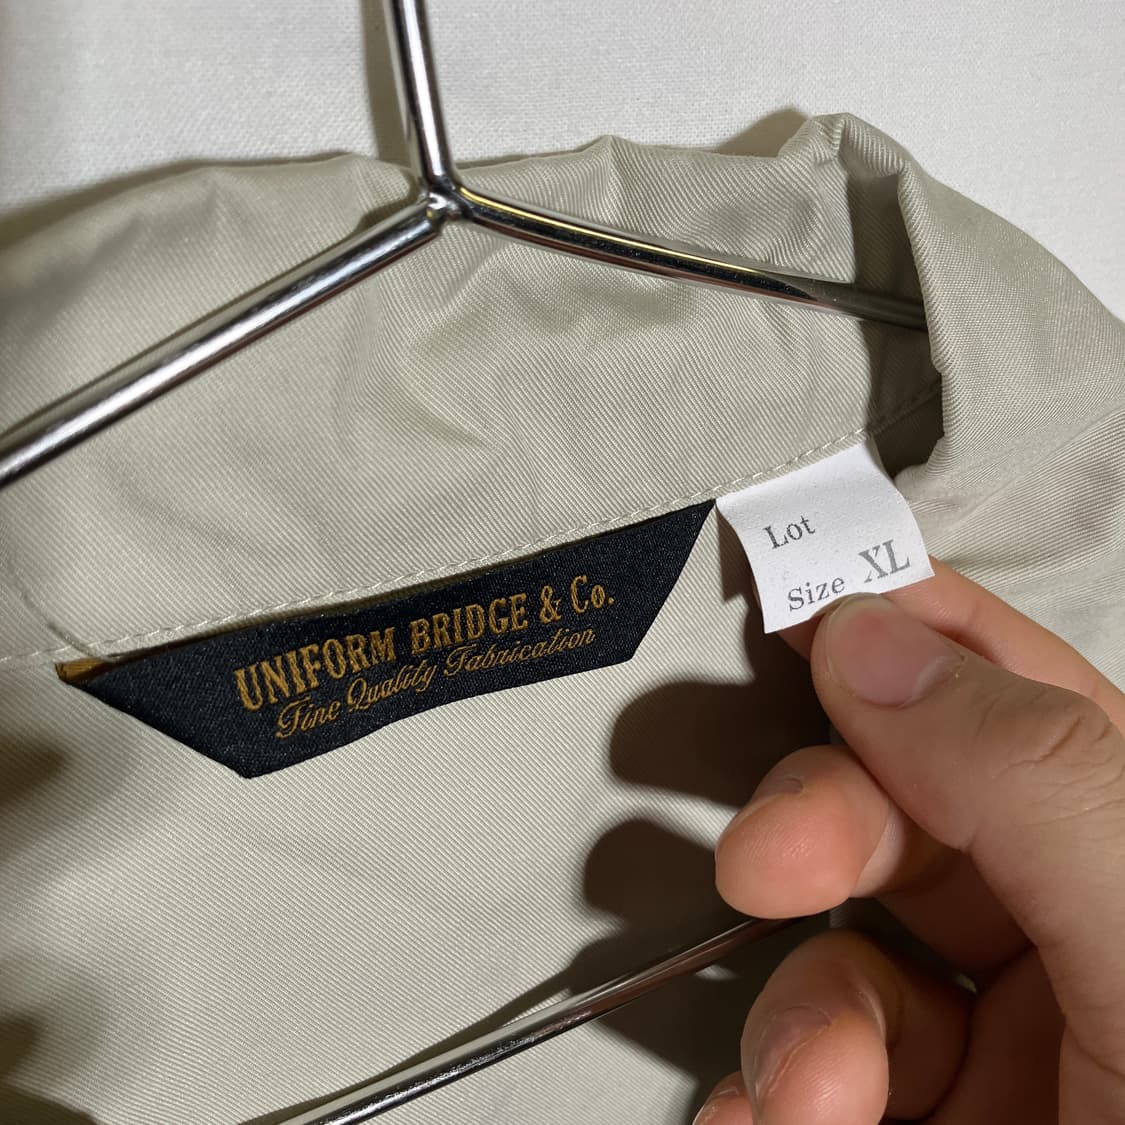 UNIFORM BRIDGE & Co.
Fine Quality Fabrication
Lot
Size XL